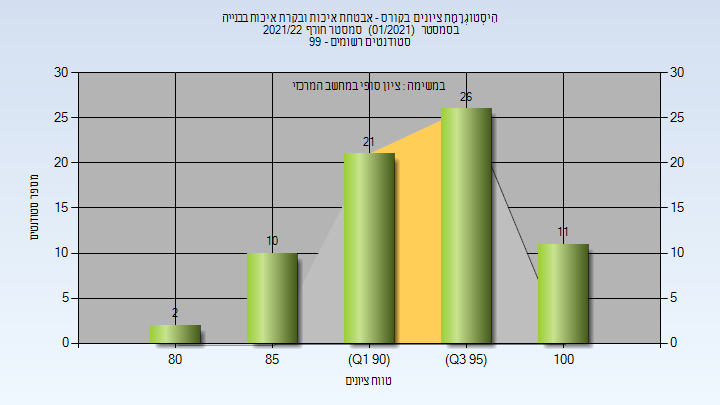 היסטוגרמת ציונים בקורס - אבטחת איכות ובקרת איכות בבנייה
בסמסטר (01/2021) סמסטר חורף 2021/22
סטודנטים רשומים - 99
במשימה : ציון סופי במחשב המרכזי
מספר סטודנטים
30 30
25 25
20 20
15 15
10 10
5 5
0 0
2
10
21
26
11
80 85 (Q1 90) (Q3 95) 100
טווח ציונים